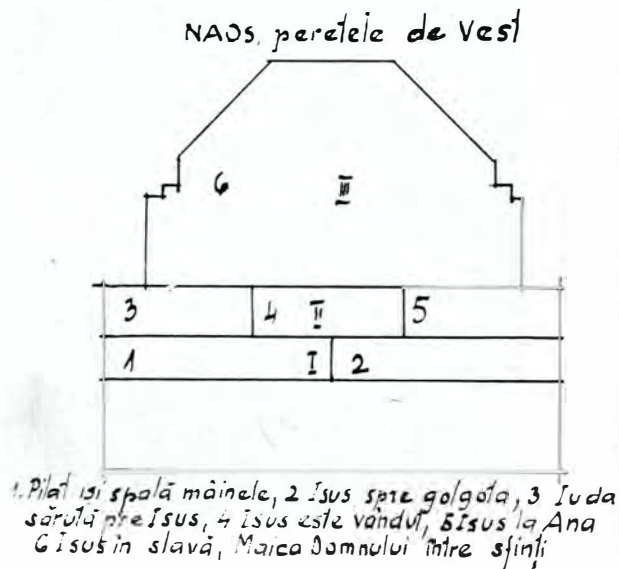 NAOS, peretele de Vest
6 III
3 4 II 5
1 I 2
1. Pilat isi spală mâinele, 2 Isus spre golgota, 3 Iuda
sărută pre Isus, 4 Isus este vândut, 5 Isus la Ana
6 Isus in slavă, Maica Domnului între sfinți